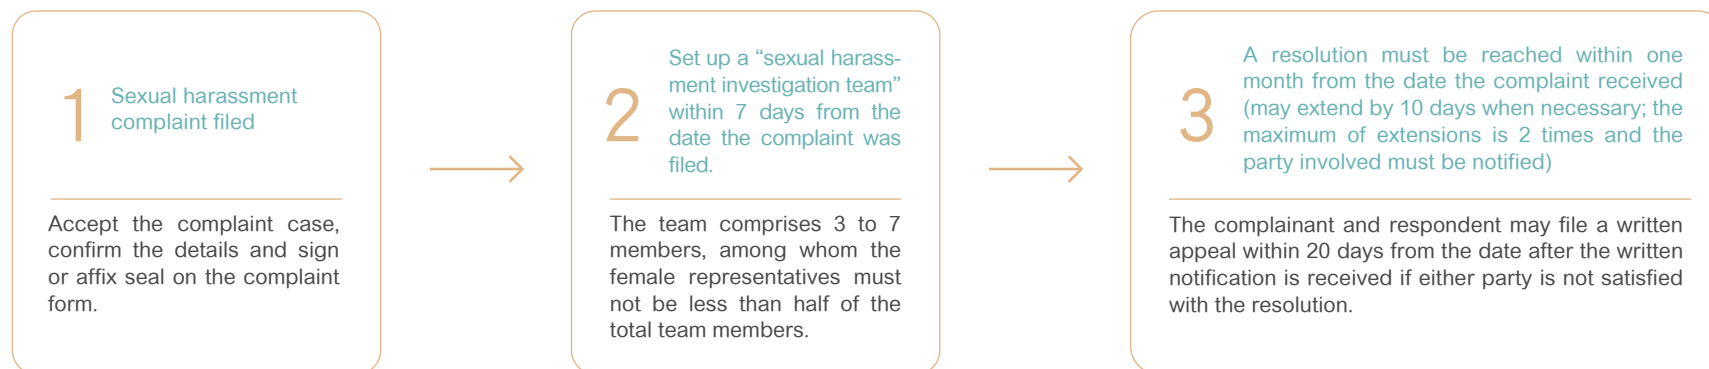 1
Sexual harassment
complaint filed
Accept the complaint case,
confirm the details and sign
or affix seal on the complaint
form.
2
Set up a “sexual harass-
ment investigation team”
within 7 days from the
date the complaint was
filed.
The team comprises 3 to 7
members, among whom the
female representatives must
not be less than half of the
total team members.
3
A resolution must be reached within one
month from the date the complaint received
(may extend by 10 days when necessary; the
maximum of extensions is 2 times and the
party involved must be notified)
The complainant and respondent may file a written
appeal within 20 days from the date after the written
notification is received if either party is not satisfied
with the resolution.